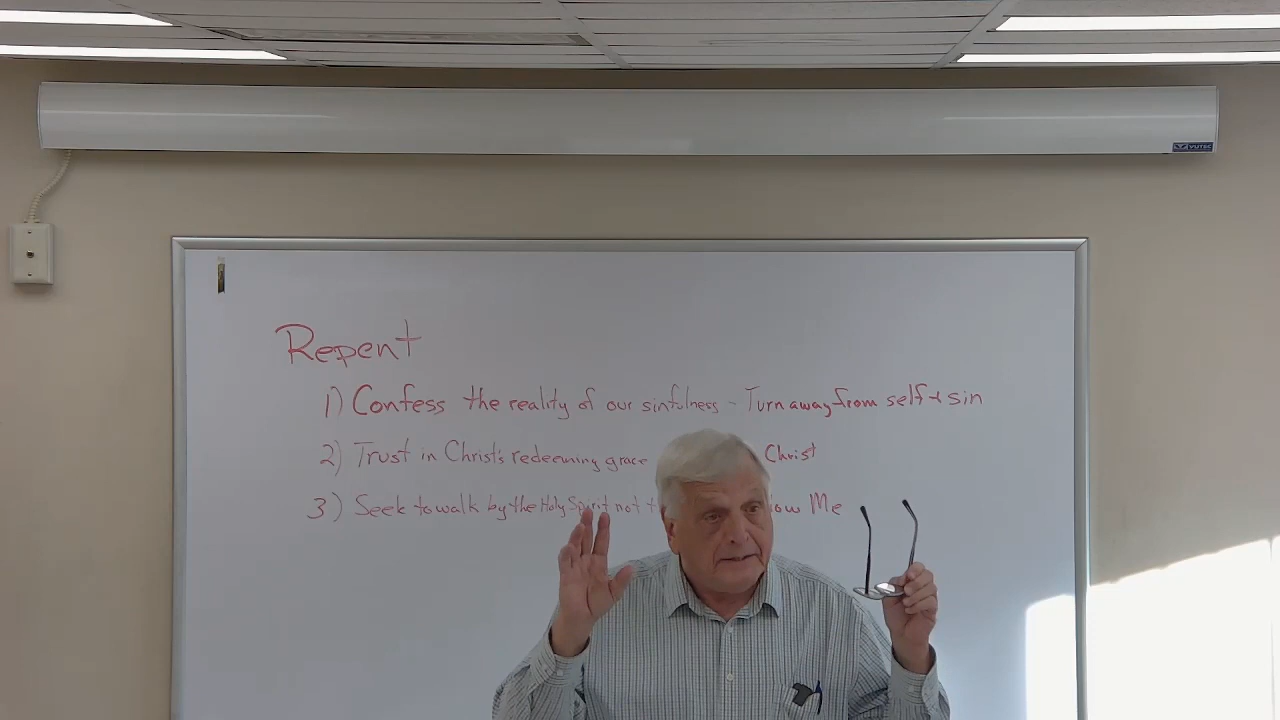 VUTEC
Repent
1) Confess the reality of our sinfulness - Turn away from self & sin
2) Trust in Christ's redeeming grace Christ
3) Seek to walk by the Holy Spirit not Me